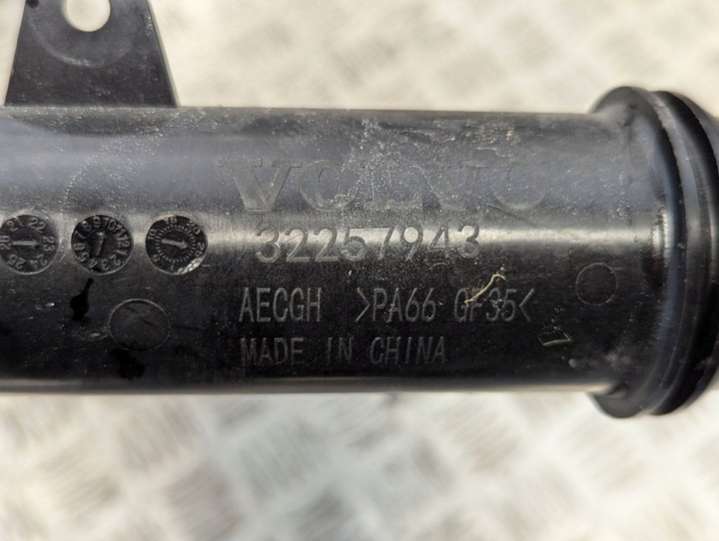 VOLVO
32257943
AECGH >PA66 GF35<
MADE IN CHINA